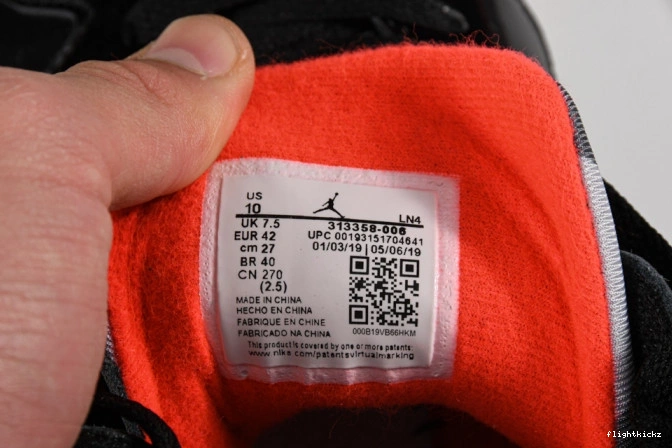 US
10
LN4
UK 7.5
313358-006
EUR 42
UPC 00193151704641
cm 27
01/03/19 | 05/06/19
BR 40
CN 270
(2.5)
MADE IN CHINA
HECHO EN CHINA
FABRIQUE EN CHINE
FABRICADO NA CHINA
000B19VB66HKM
This product is covered by one or more patents:
www.nike.com/patentsvirtualmarking
flightkickz